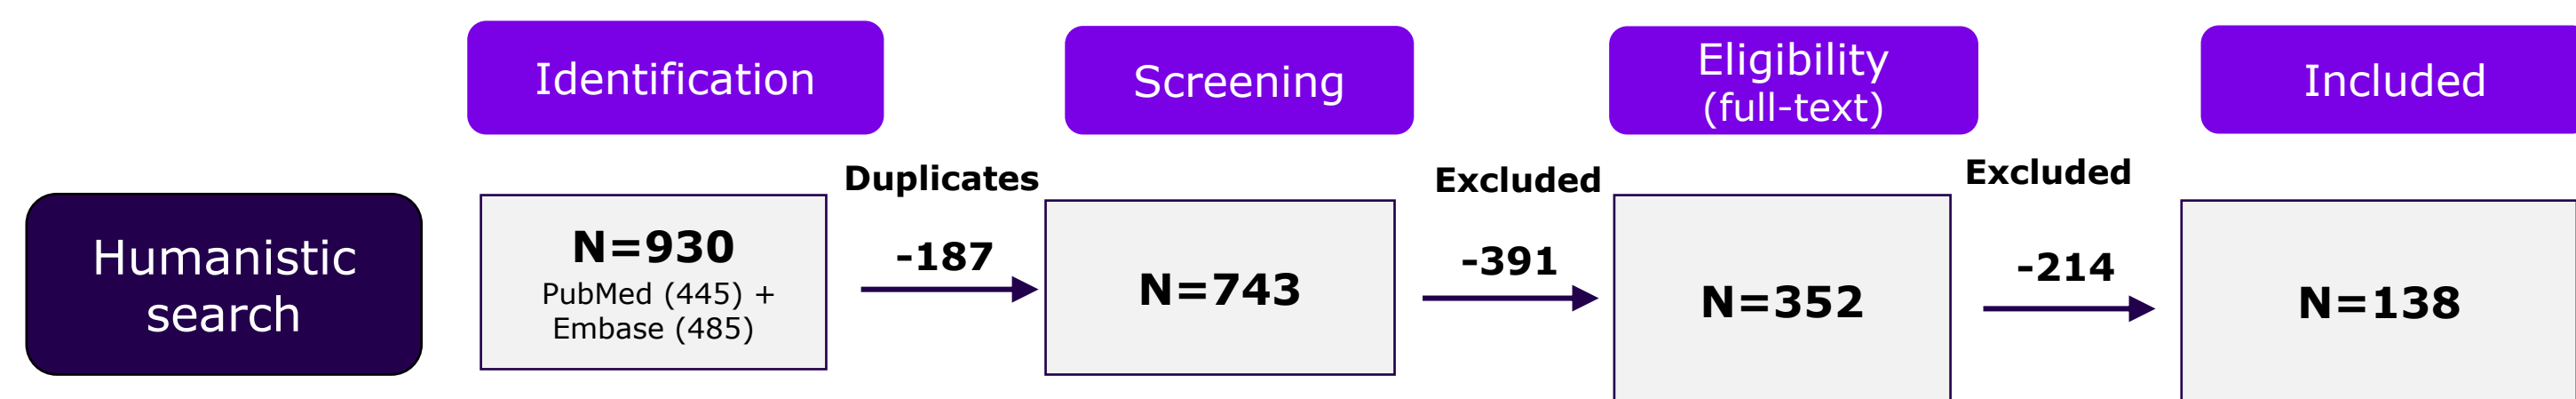 Identification
Screening
Eligibility
(full-text)
Included
Humanistic
search
N=930
PubMed (445) +
Embase (485)
Duplicates
-187
N=743
Excluded
-391
N=352
Excluded
-214
N=138